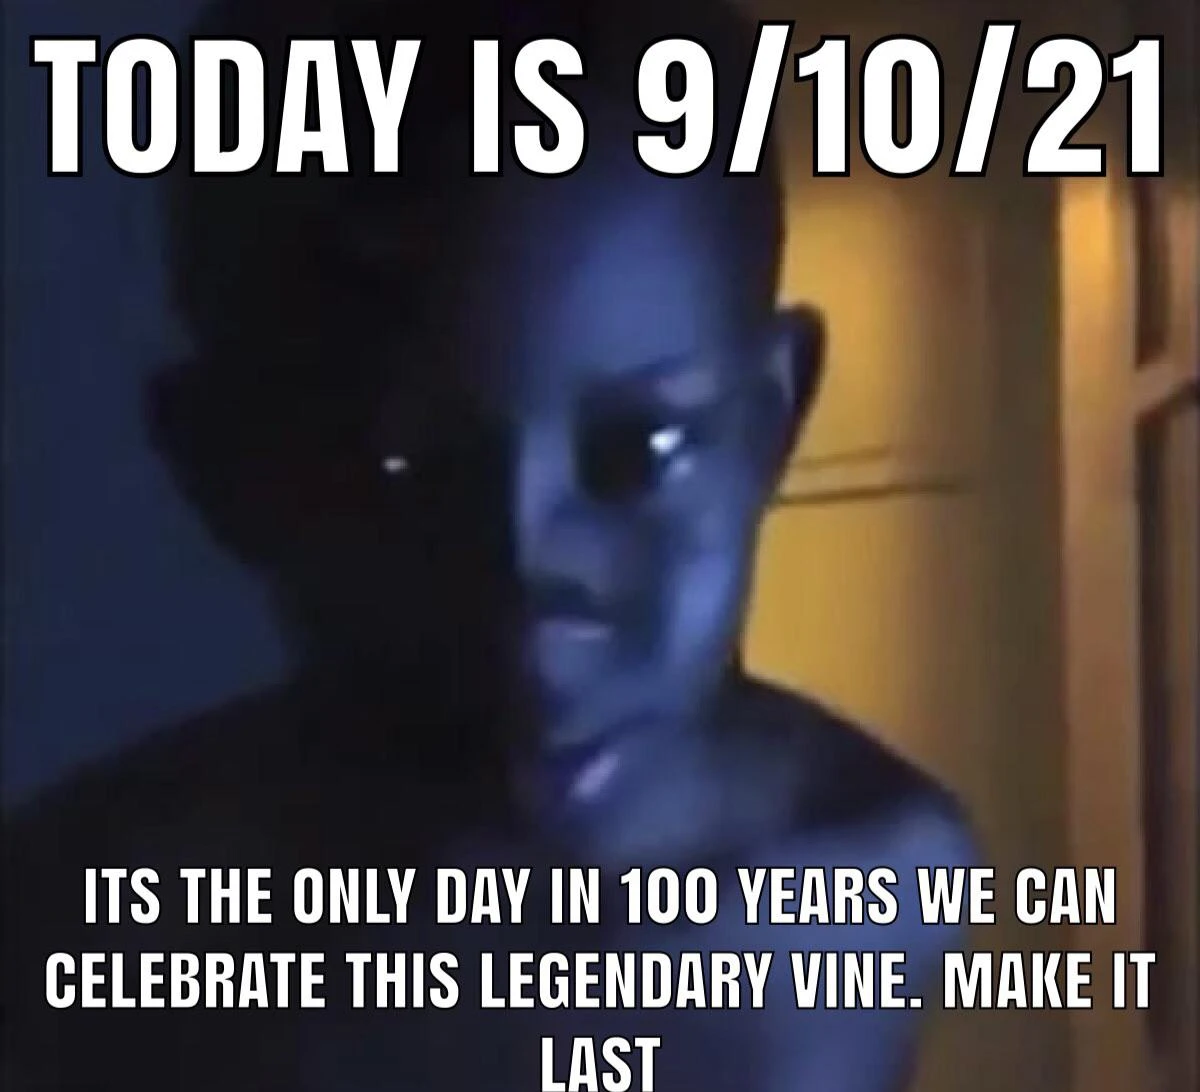 TODAY IS 9/10/21
ITS THE ONLY DAY IN 100 YEARS WE CAN
CELEBRATE THIS LEGENDARY VINE. MAKE IT
LAST